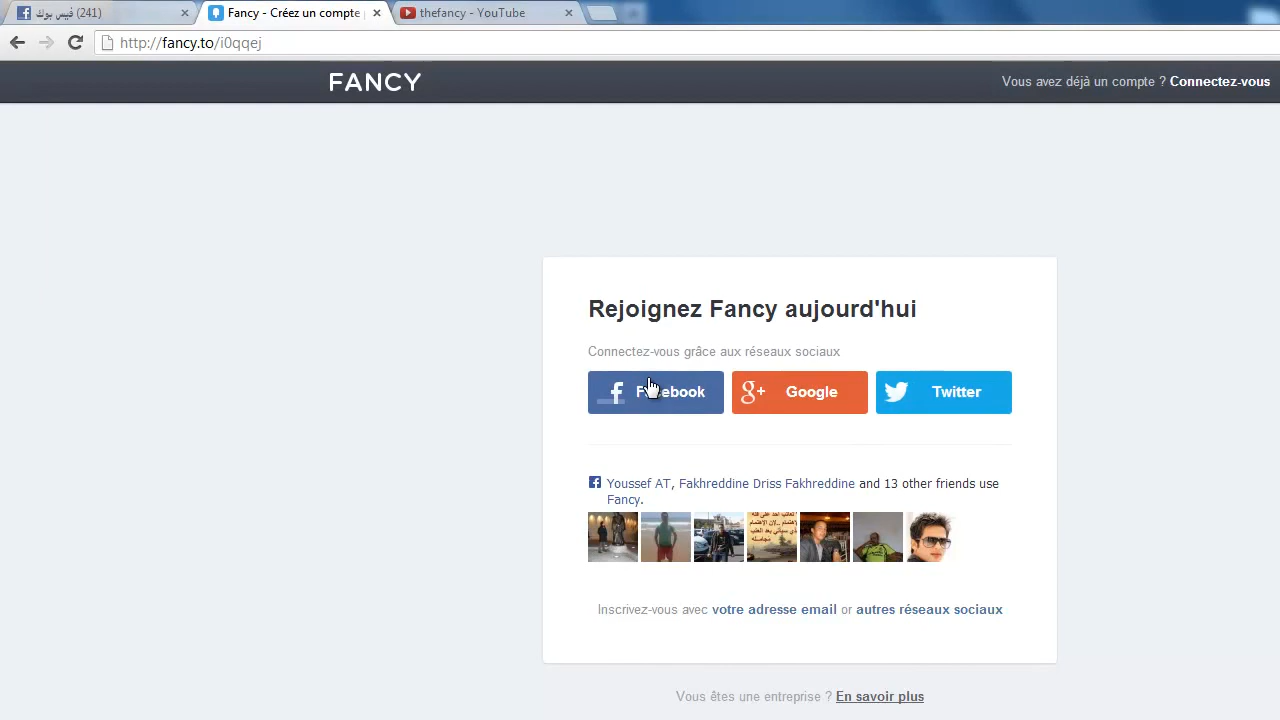 فيس بوك (241)
Fancy - Créez un compte
thefancy - YouTube
http://fancy.to/i0qqej
FANCY
Vous avez déjà un compte ? Connectez-vous
Rejoignez Fancy aujourd'hui
Connectez-vous grâce aux réseaux sociaux
Facebook
g+ Google
Twitter
Youssef AT, Fakhreddine Driss Fakhreddine and 13 other friends use
Fancy.
Inscrivez-vous avec votre adresse email or autres réseaux sociaux
Vous êtes une entreprise ? En savoir plus